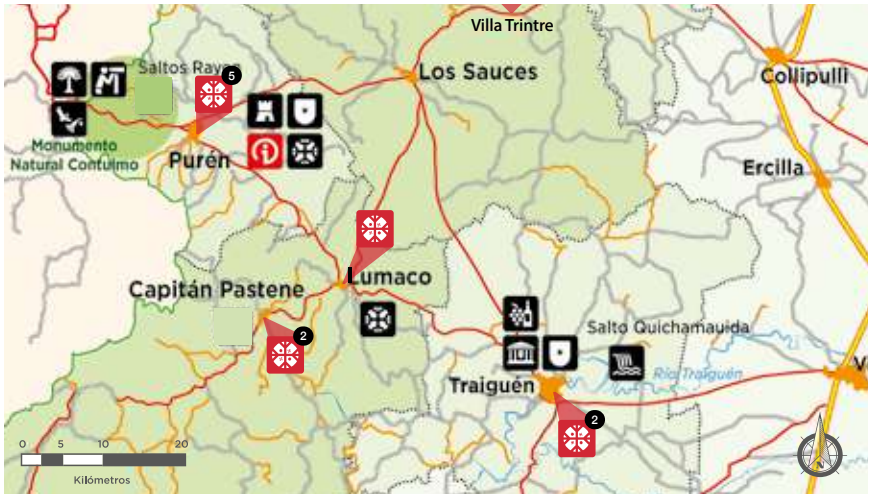 Villa Trintre
Saltos Rayen
5
Los Sauces
Collipulli
Monumento
Natural Contulmo
Purén
Ercilla
Lumaco
Capitán Pastene
2
Salto Quichamauida
Río Traiguén
Traiguén
2
V
0 5 10 20
Kilómetros
N